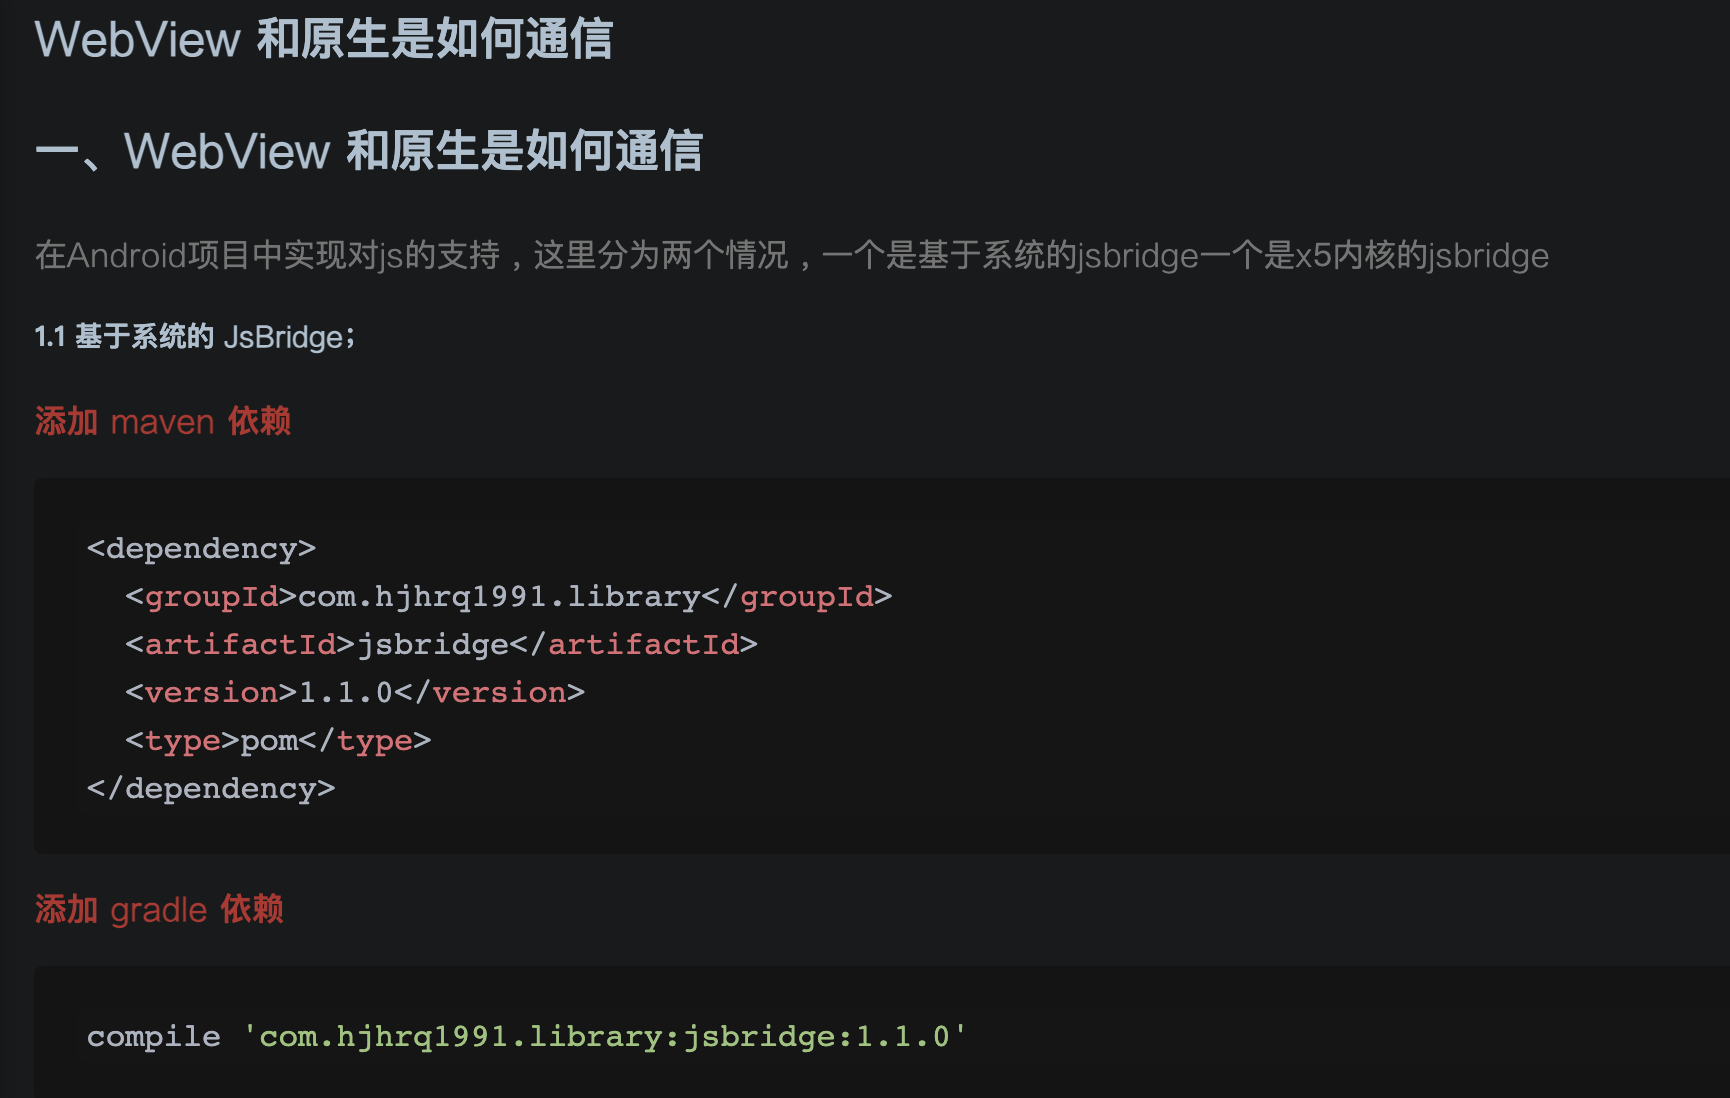 WebView 和原生是如何通信
一、WebView 和原生是如何通信
在Android项目中实现对js的支持，这里分为两个情况，一个是基于系统的jsbridge一个是x5内核的jsbridge
1.1 基于系统的 JsBridge；
添加 maven 依赖
<dependency>
  <groupId>com.hjhrq1991.library</groupId>
  <artifactId>jsbridge</artifactId>
  <version>1.1.0</version>
  <type>pom</type>
</dependency>
添加 gradle 依赖
compile 'com.hjhrq1991.library:jsbridge:1.1.0'